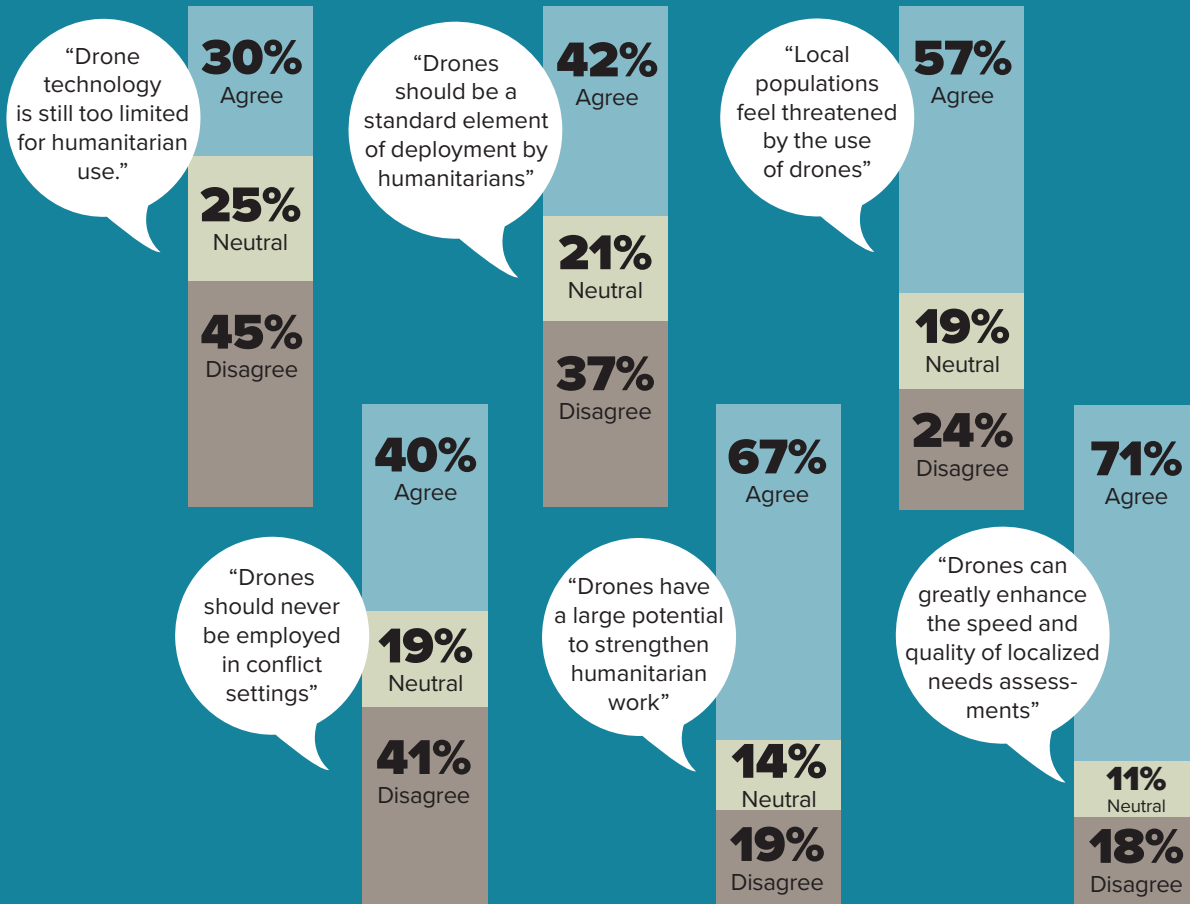 “Drone
technology
is still too limited
for humanitarian
use.”
30%
Agree
25%
Neutral
45%
Disagree
“Drones
should be a
standard element
of deployment by
humanitarians”
42%
Agree
21%
Neutral
37%
Disagree
“Local
populations
feel threatened
by the use
of drones”
57%
Agree
19%
Neutral
24%
Disagree
“Drones
should never
be employed
in conflict
settings”
40%
Agree
19%
Neutral
41%
Disagree
“Drones have
a large potential
to strengthen
humanitarian
work”
67%
Agree
14%
Neutral
19%
Disagree
“Drones can
greatly enhance
the speed and
quality of localized
needs assess-
ments”
71%
Agree
11%
Neutral
18%
Disagree